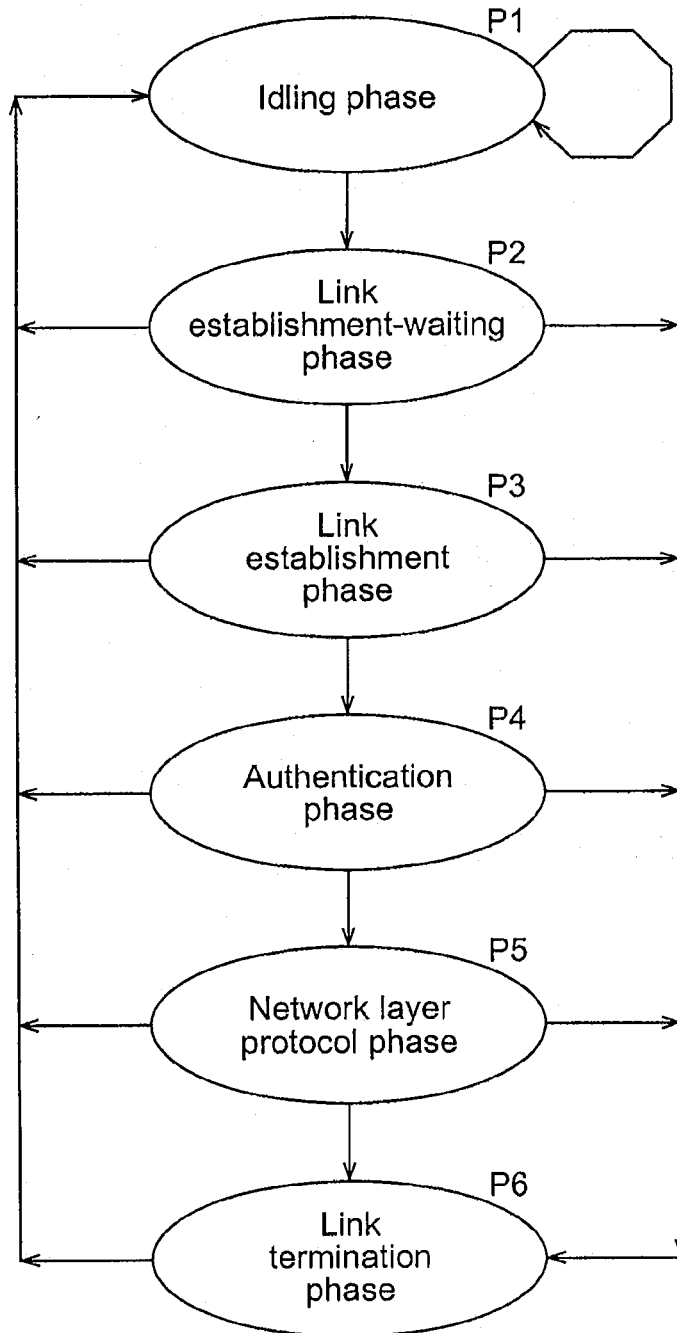 P1
Idling phase
P2
Link
establishment-waiting
phase
P3
Link
establishment
phase
P4
Authentication
phase
P5
Network layer
protocol phase
P6
Link
termination
phase